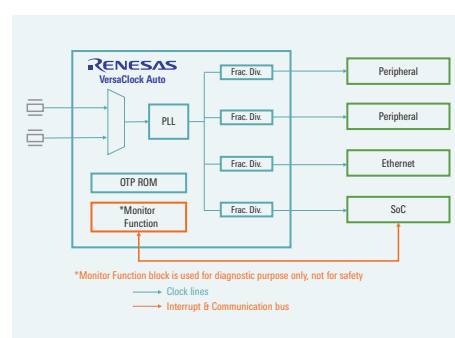 RENESAS
VersaClock Auto
Frac. Div.
Peripheral
PLL
Frac. Div.
Peripheral
Frac. Div.
Ethernet
OTP ROM
Frac. Div.
SoC
*Monitor
Function
*Monitor Function block is used for diagnostic purpose only, not for safety
Clock lines
Interrupt & Communication bus